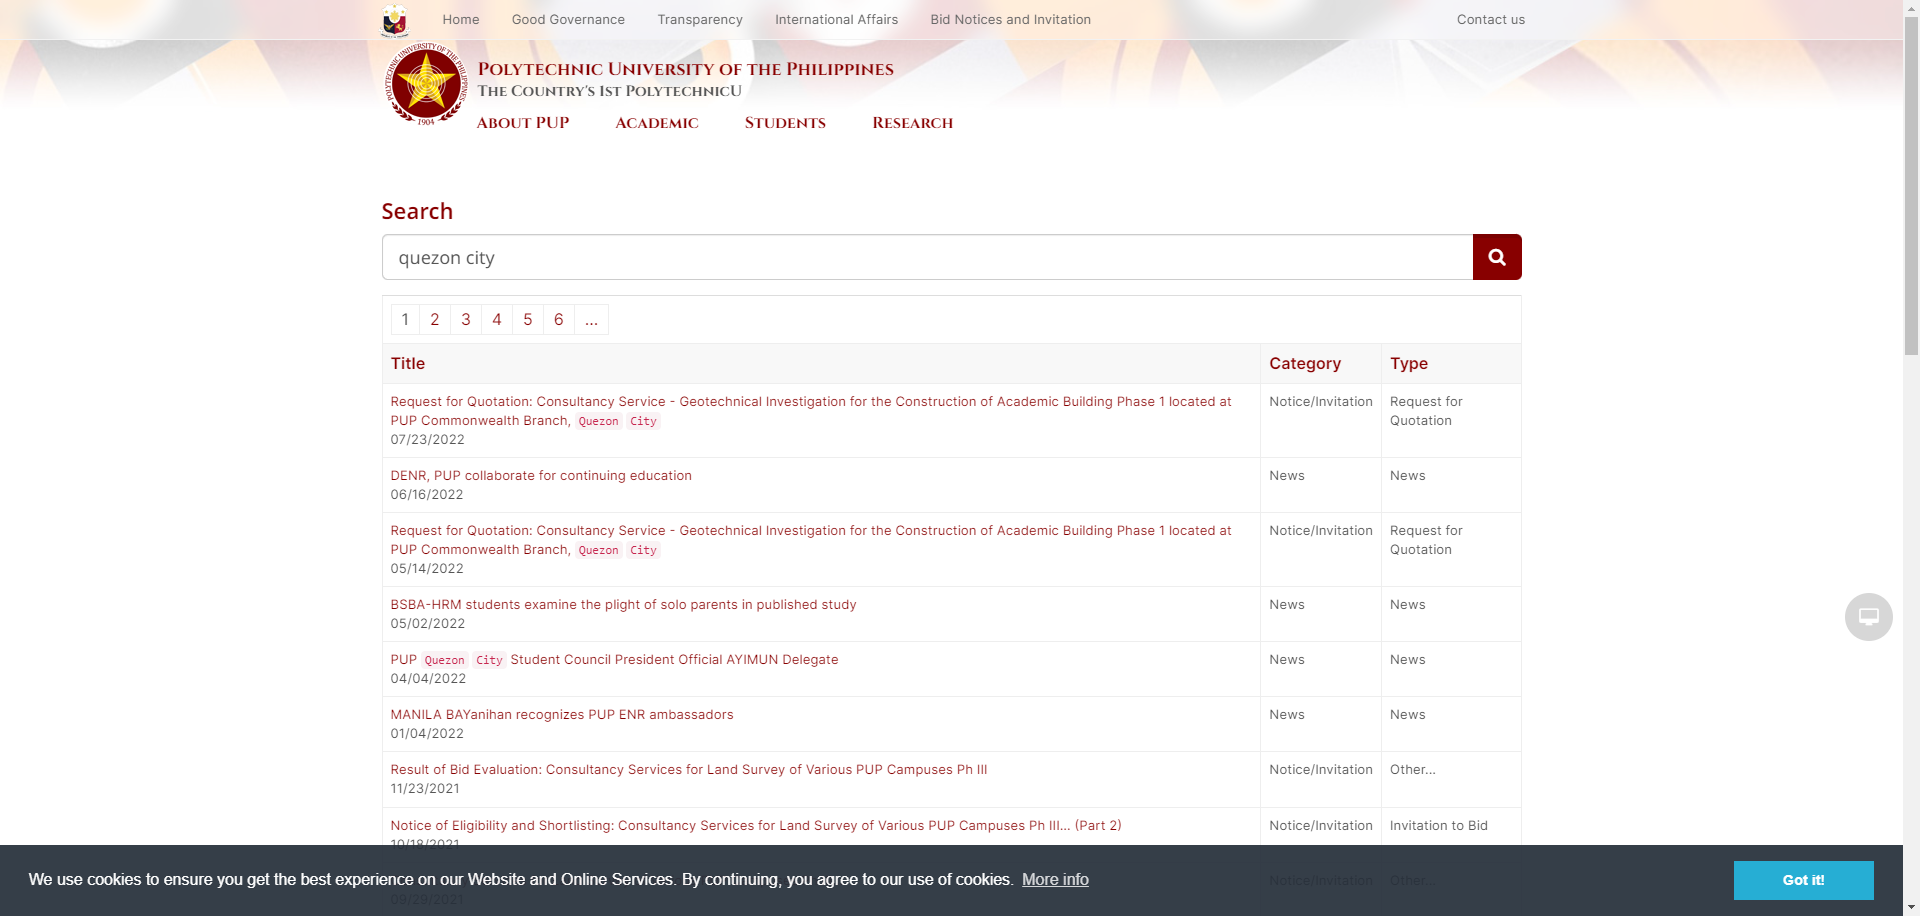 Home Good Governance Transparency International Affairs Bid Notices and Invitation Contact us
POLYTECHNIC UNIVERSITY OF THE PHILIPPINES
1904
Polytechnic University of the Philippines
The Country's 1st PolytechnicU
About PUP Academic Students Research
Search
quezon city
1 2 3 4 5 6 ...
Title Category Type
Request for Quotation: Consultancy Service - Geotechnical Investigation for the Construction of Academic Building Phase 1 located at Notice/Invitation Request for
PUP Commonwealth Branch, Quezon City Quotation
07/23/2022
DENR, PUP collaborate for continuing education News News
06/16/2022
Request for Quotation: Consultancy Service - Geotechnical Investigation for the Construction of Academic Building Phase 1 located at Notice/Invitation Request for
PUP Commonwealth Branch, Quezon City Quotation
05/14/2022
BSBA-HRM students examine the plight of solo parents in published study News News
05/02/2022
PUP Quezon City Student Council President Official AYIMUN Delegate News News
04/04/2022
MANILA BAYanihan recognizes PUP ENR ambassadors News News
01/04/2022
Result of Bid Evaluation: Consultancy Services for Land Survey of Various PUP Campuses Ph III Notice/Invitation Other...
11/23/2021
Notice of Eligibility and Shortlisting: Consultancy Services for Land Survey of Various PUP Campuses Ph III... (Part 2) Notice/Invitation Invitation to Bid
10/18/2021
We use cookies to ensure you get the best experience on our Website and Online Services. By continuing, you agree to our use of cookies. More info Got it!
Notice/Invitation Other...
09/29/2021